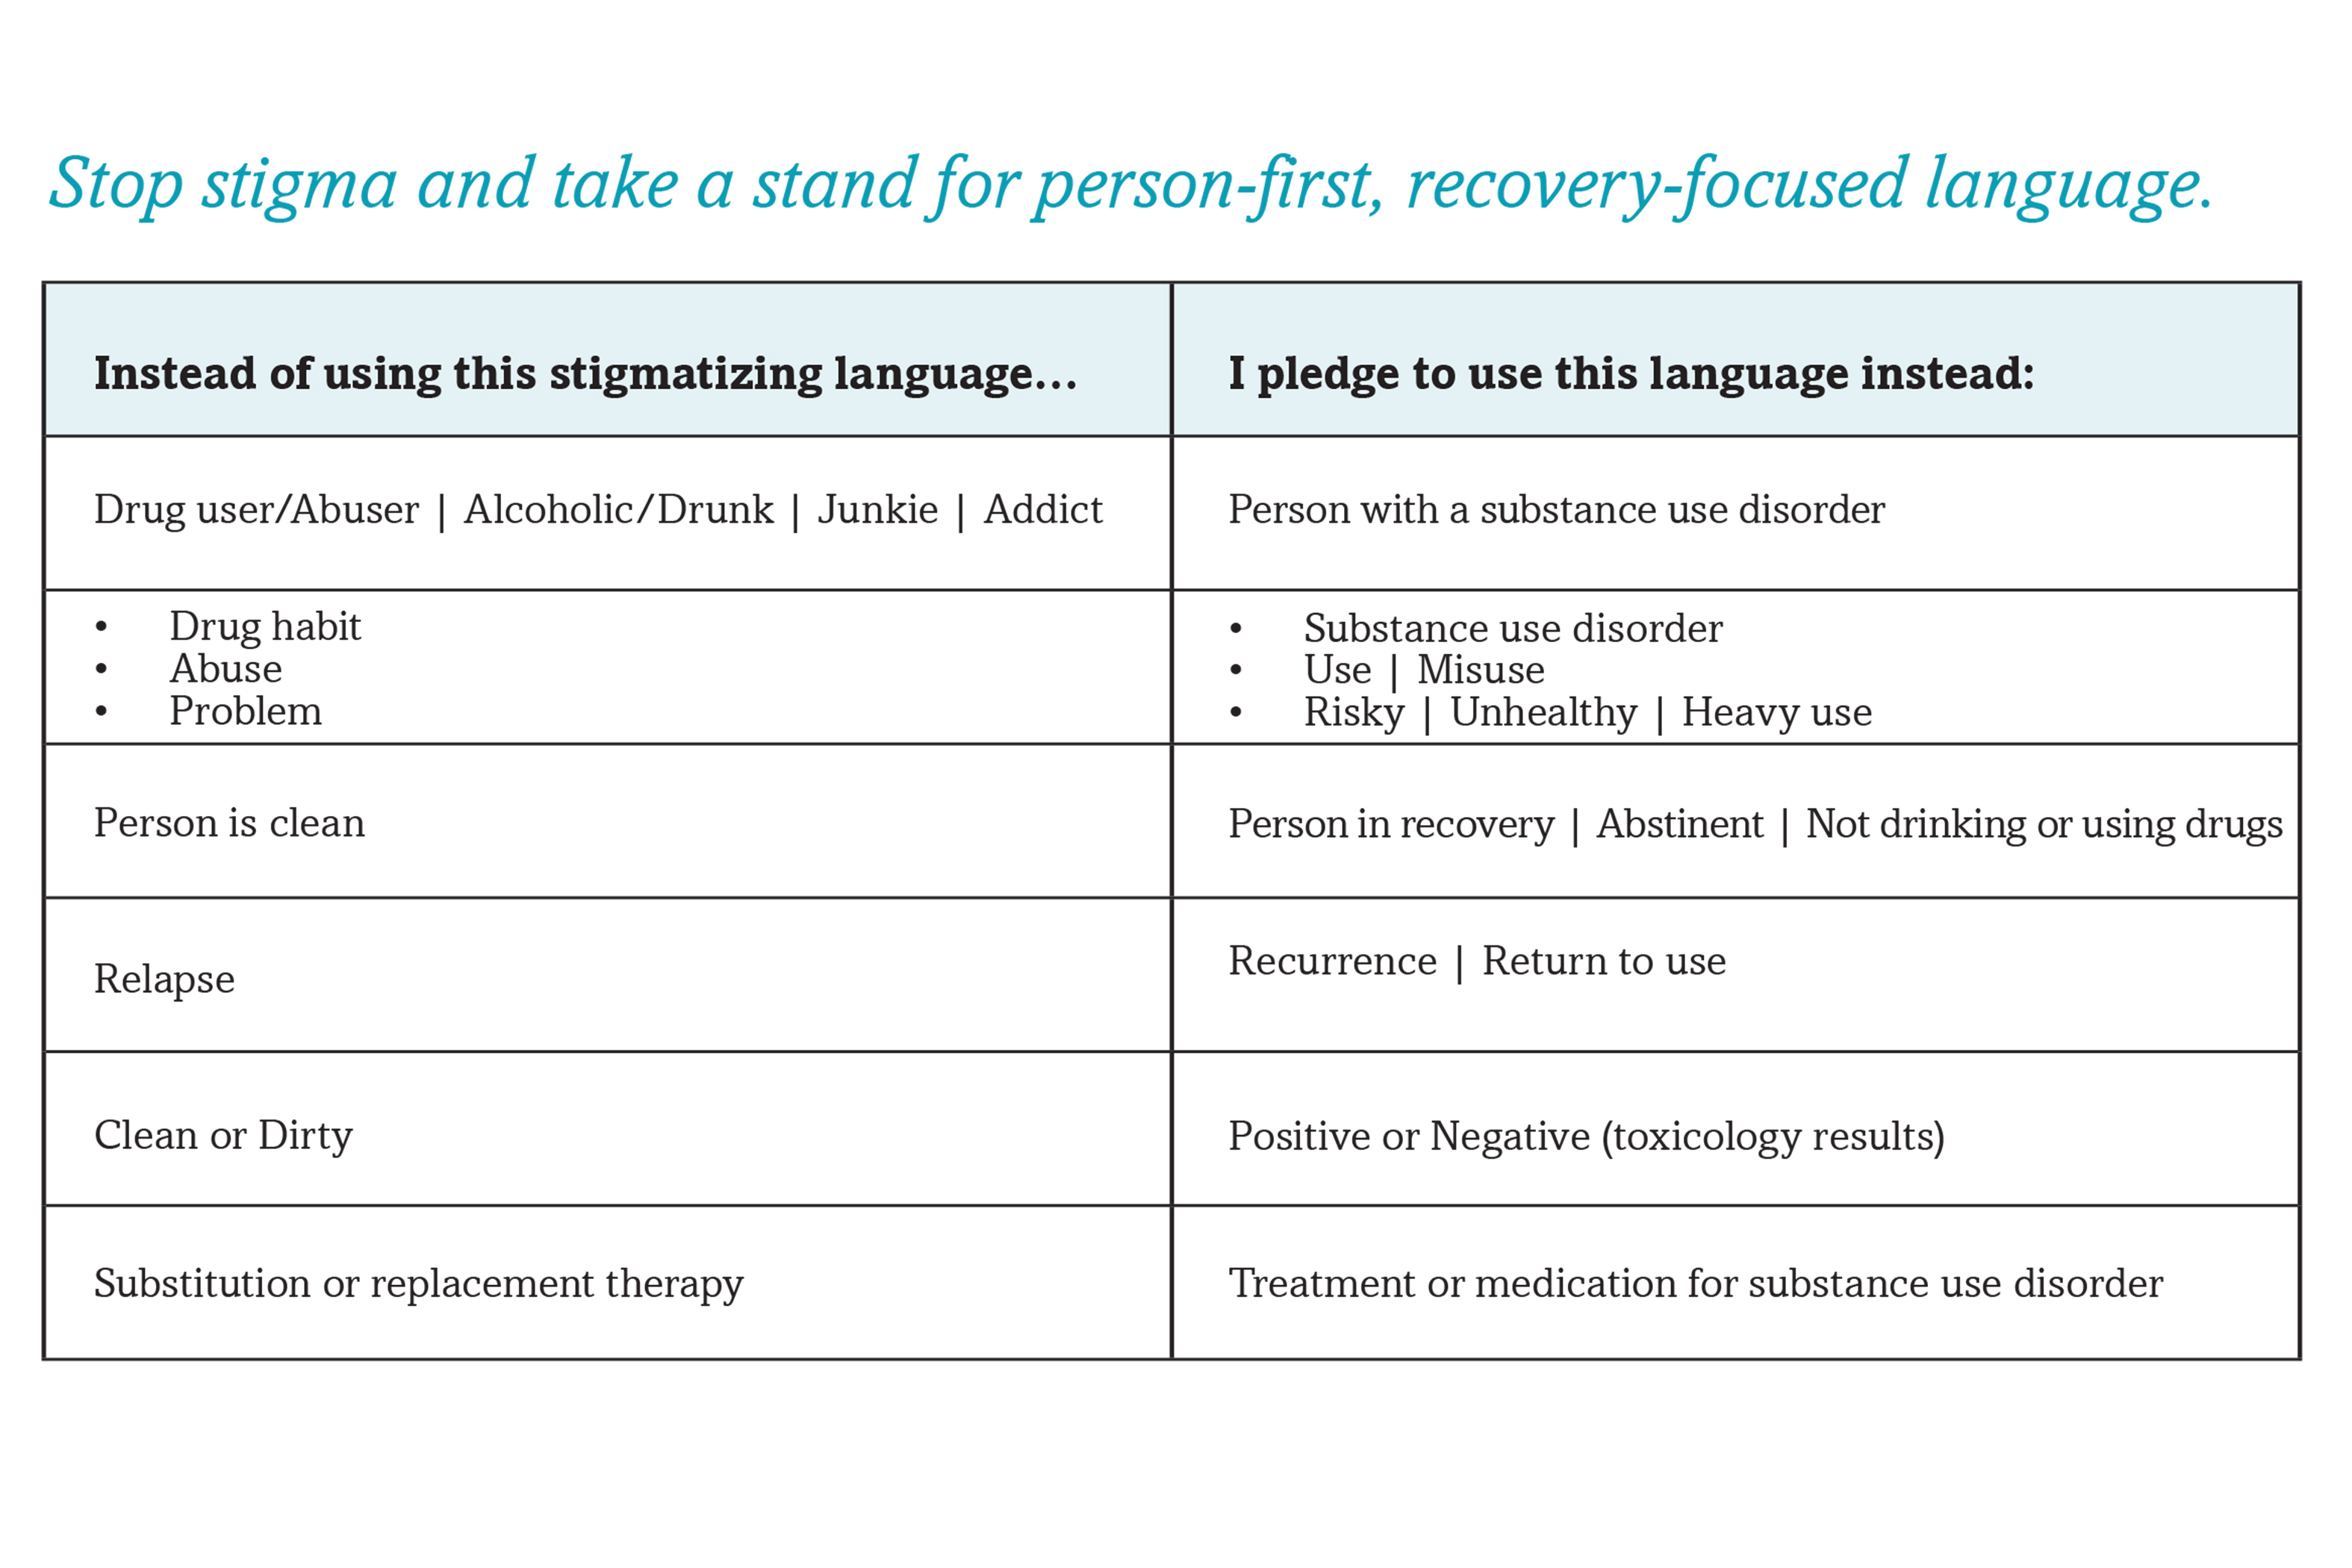 Stop stigma and take a stand for person-first, recovery-focused language.
Instead of using this stigmatizing language...
I pledge to use this language instead:
Drug user/Abuser | Alcoholic/Drunk | Junkie | Addict
Person with a substance use disorder
• Drug habit
• Abuse
• Problem
• Substance use disorder
• Use | Misuse
• Risky | Unhealthy | Heavy use
Person is clean
Person in recovery | Abstinent | Not drinking or using drugs
Relapse
Recurrence | Return to use
Clean or Dirty
Positive or Negative (toxicology results)
Substitution or replacement therapy
Treatment or medication for substance use disorder